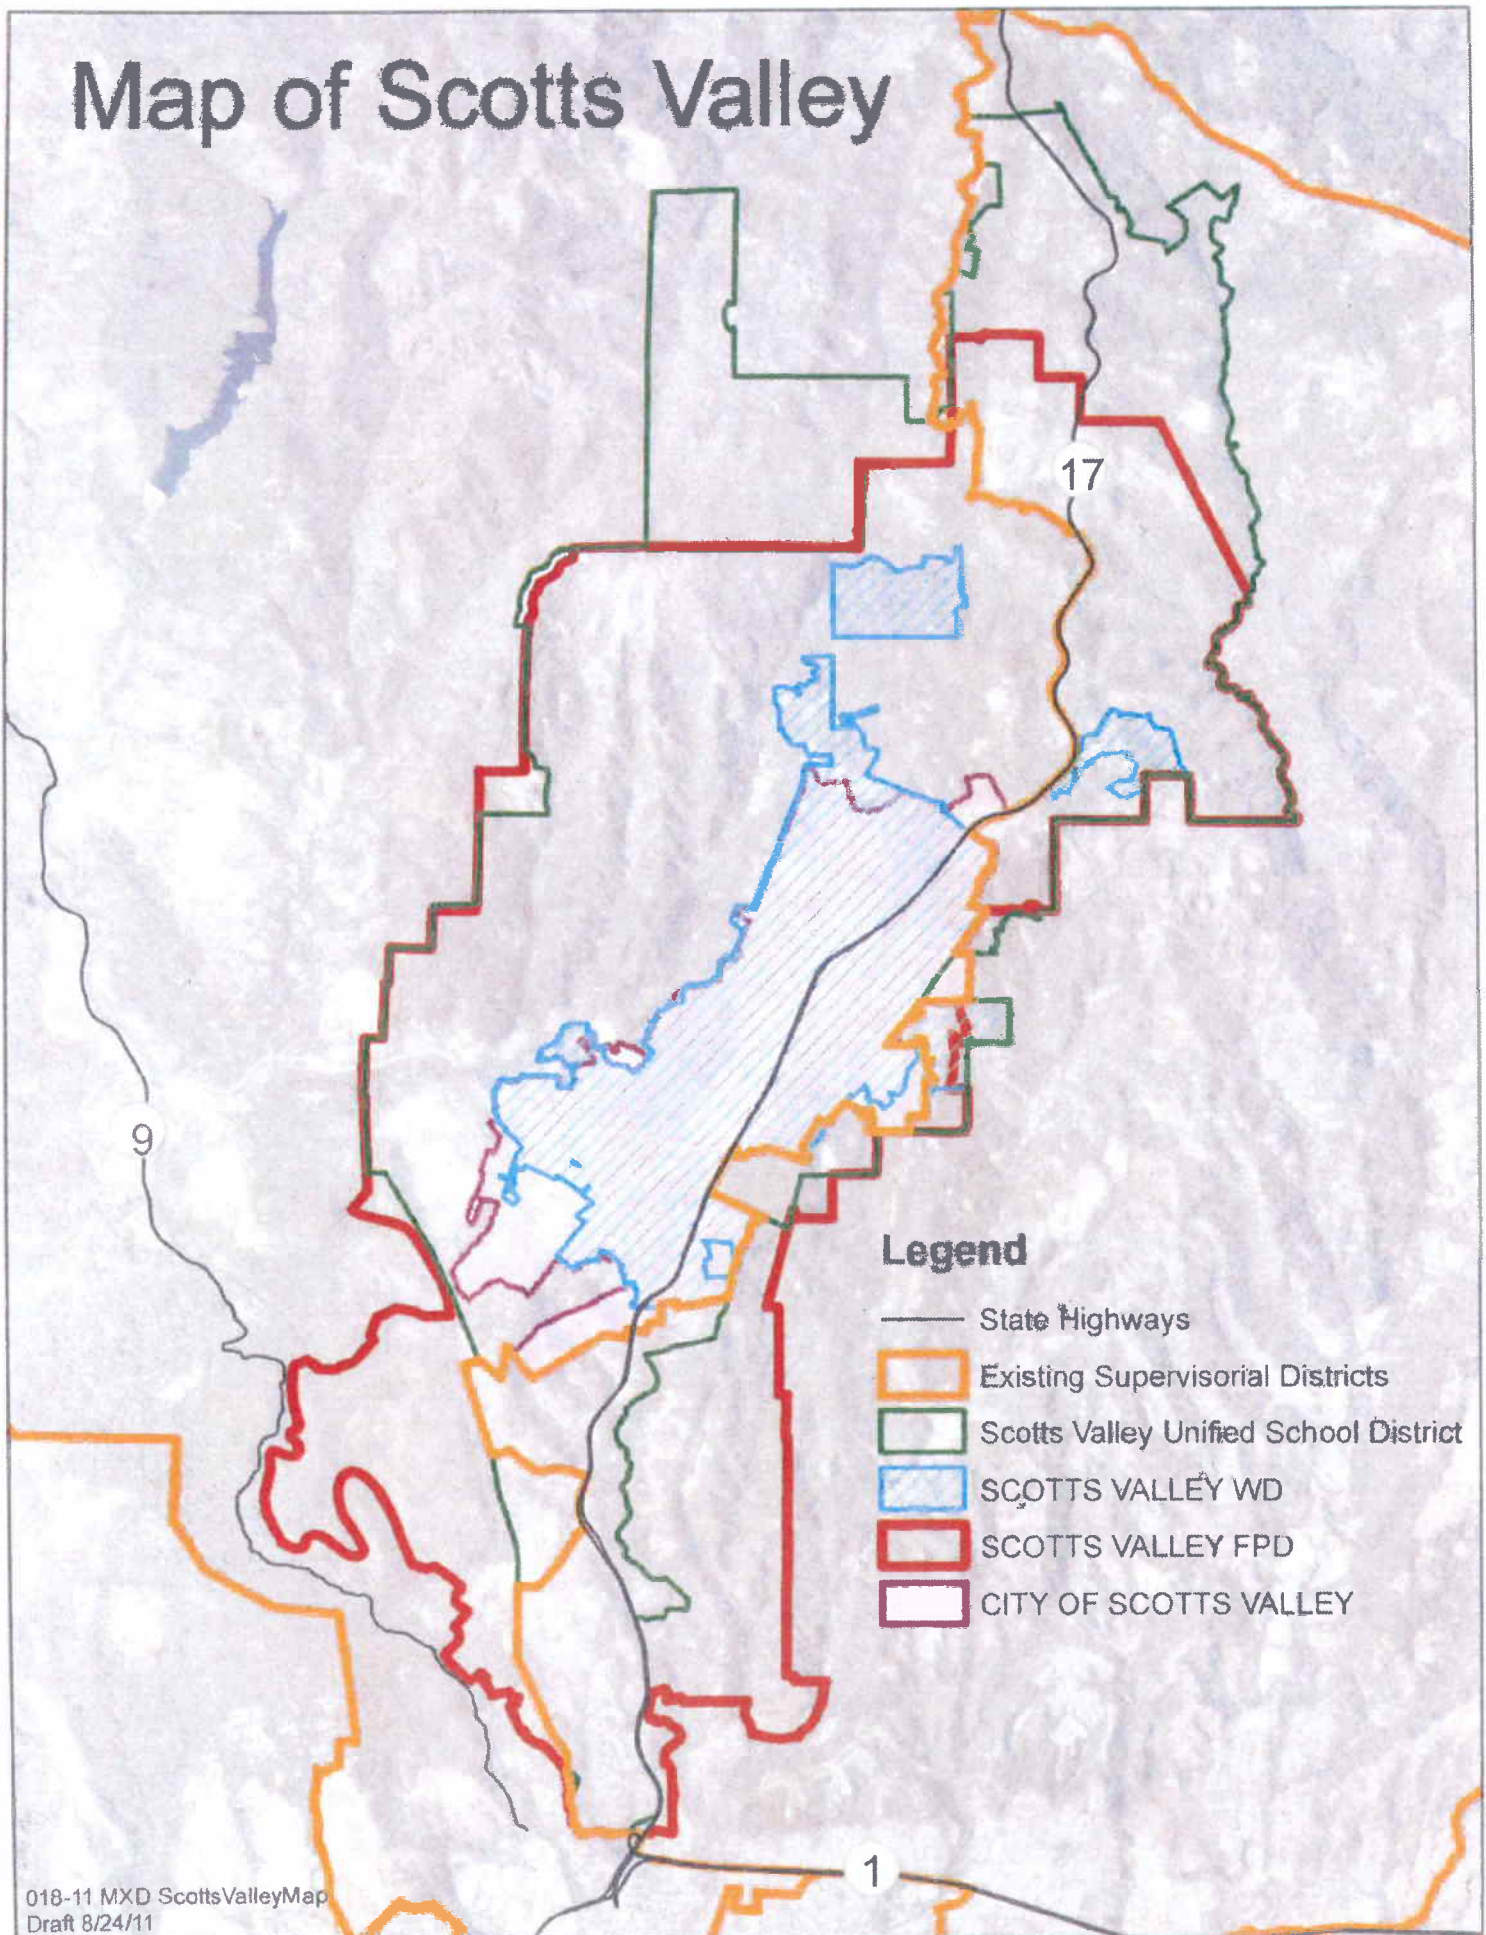 Map of Scotts Valley
17
9
Legend
State Highways
Existing Supervisorial Districts
Scotts Valley Unified School District
SCOTTS VALLEY WD
SCOTTS VALLEY FPD
CITY OF SCOTTS VALLEY
1
018-11 MXD ScottsValleyMap
Draft 8/24/11